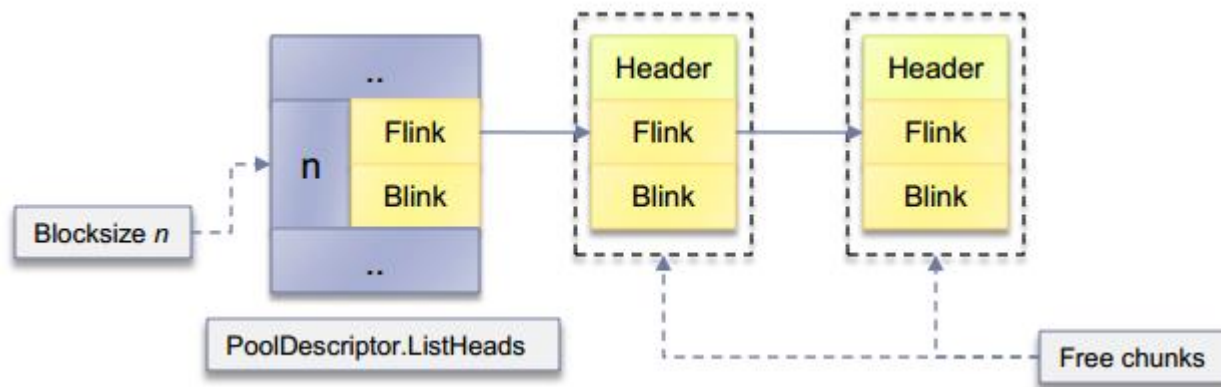 ..
n
Flink
Blink
..
Header
Flink
Blink
Header
Flink
Blink
Blocksize n
PoolDescriptor.ListHeads
Free chunks